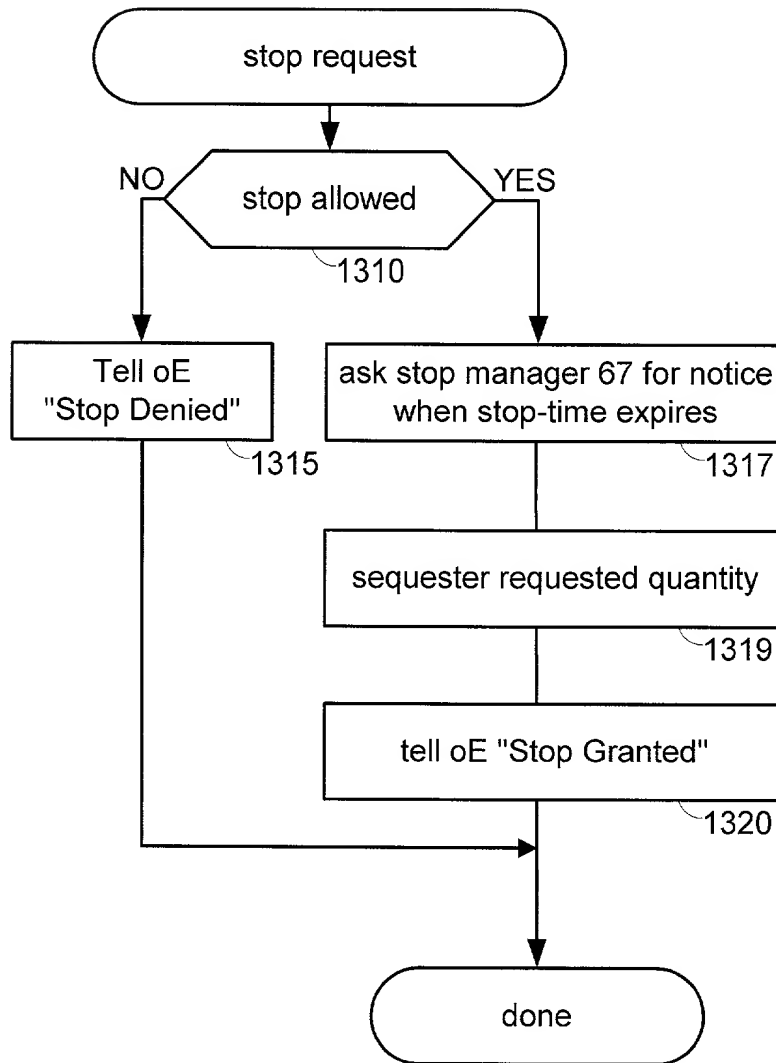 stop request
NO
YES
stop allowed
1310
Tell oE
"Stop Denied"
1315
ask stop manager 67 for notice
when stop-time expires
1317
sequester requested quantity
1319
tell oE "Stop Granted"
1320
done